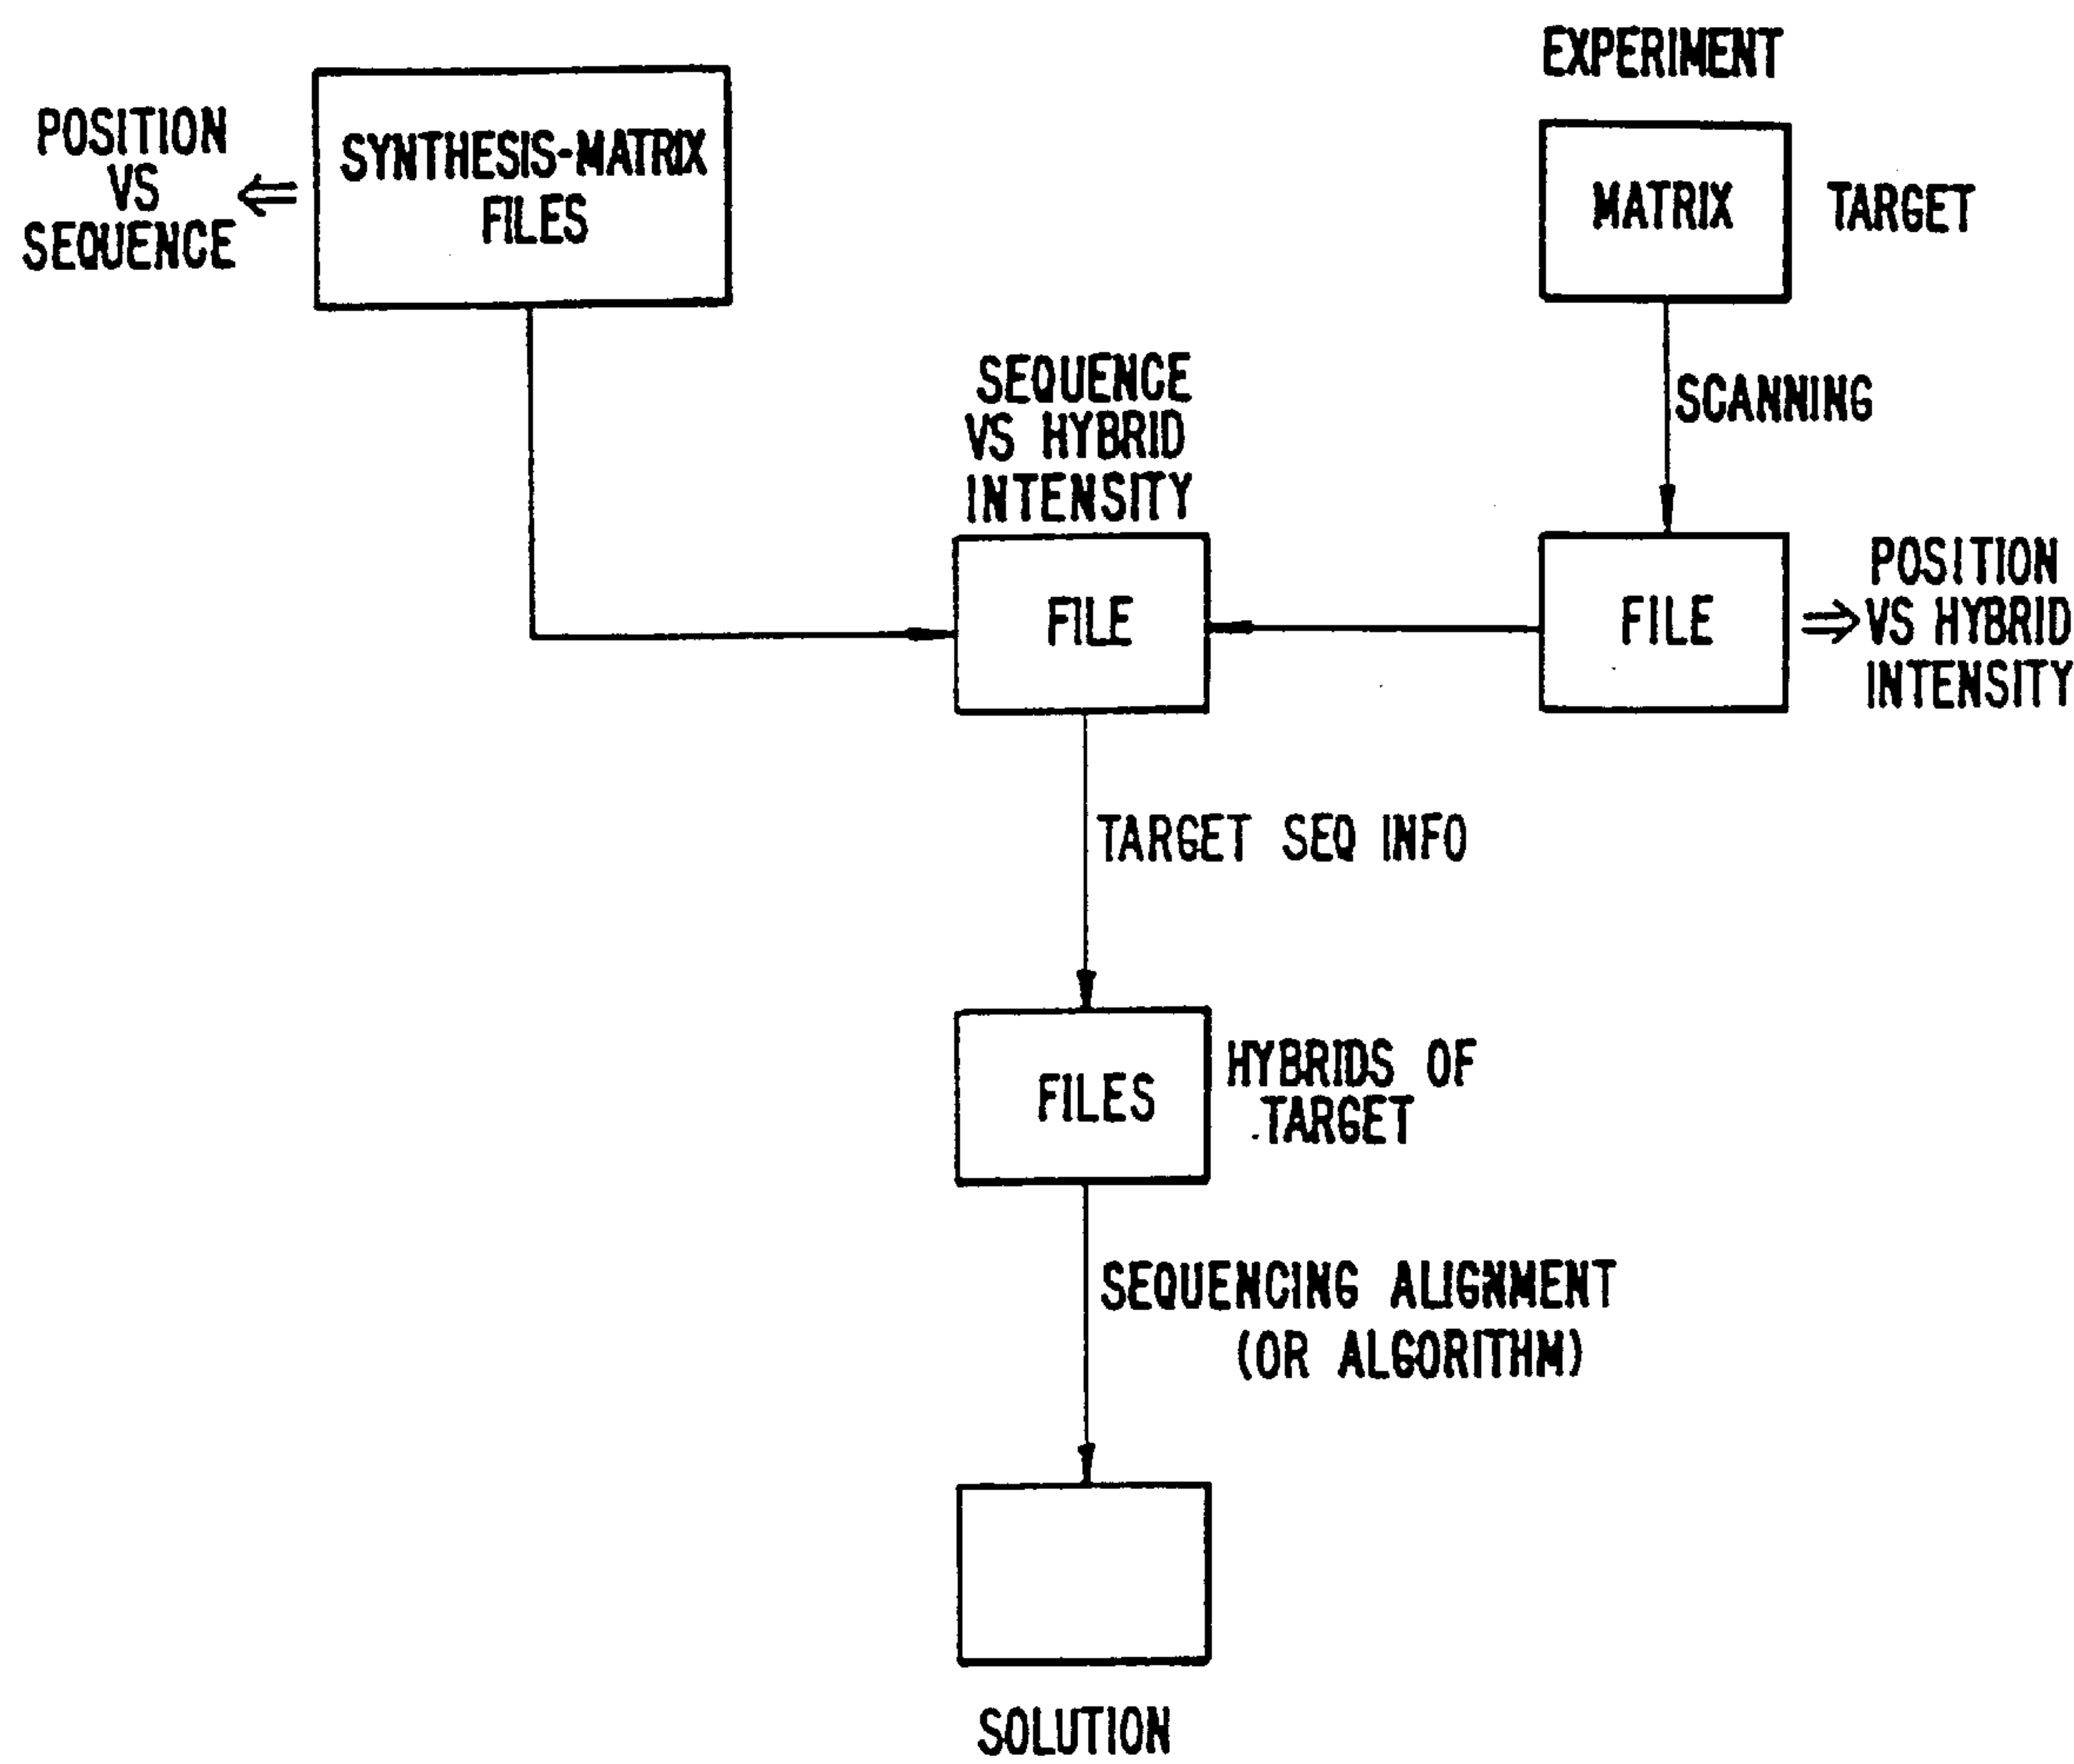 EXPERIMENT
POSITION
VS
SEQUENCE
SYNTHESIS-MATRIX
FILES
MATRIX
TARGET
SCANNING
SEQUENCE
VS HYBRID
INTENSITY
FILE
FILE
POSITION
VS HYBRID
INTENSITY
TARGET SEQ INFO
FILES
HYBRIDS OF
TARGET
SEQUENCING ALIGNMENT
(OR ALGORITHM)
SOLUTION